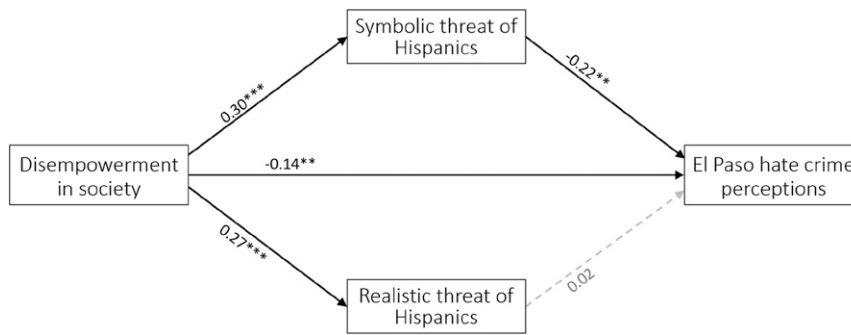 Symbolic threat of
Hispanics
0.30***
-0.22**
Disempowerment
in society
-0.14**
El Paso hate crime
perceptions
0.27***
0.02
Realistic threat of
Hispanics